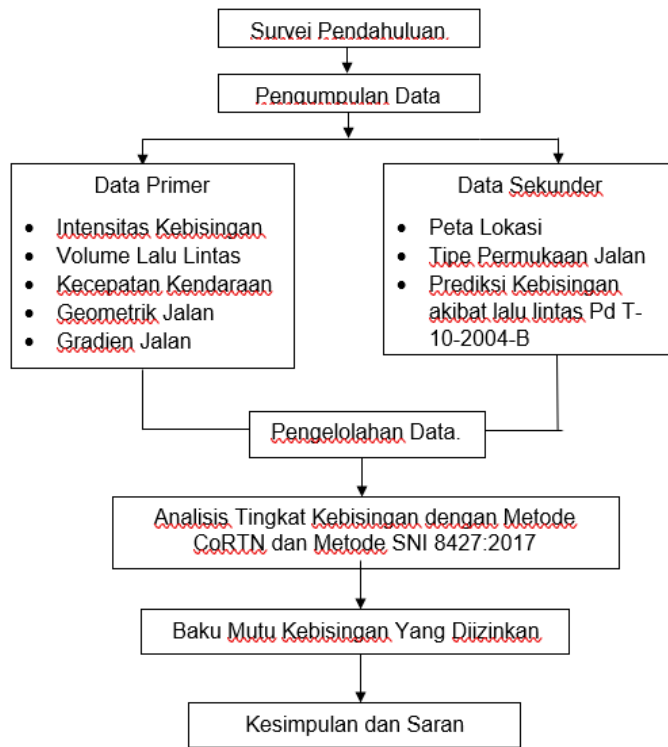 Survei Pendahuluan
Pengumpulan Data
Data Primer
• Intensitas Kebisingan
• Volume Lalu Lintas
• Kecepatan Kendaraan
• Geometrik Jalan
• Gradien Jalan
Data Sekunder
• Peta Lokasi
• Tipe Permukaan Jalan
• Prediksi Kebisingan
akibat lalu lintas Pd T-
10-2004-B
Pengelolahan Data.
Analisis Tingkat Kebisingan dengan Metode
CoRTN dan Metode SNI 8427:2017
Baku Mutu Kebisingan Yang Diizinkan
Kesimpulan dan Saran